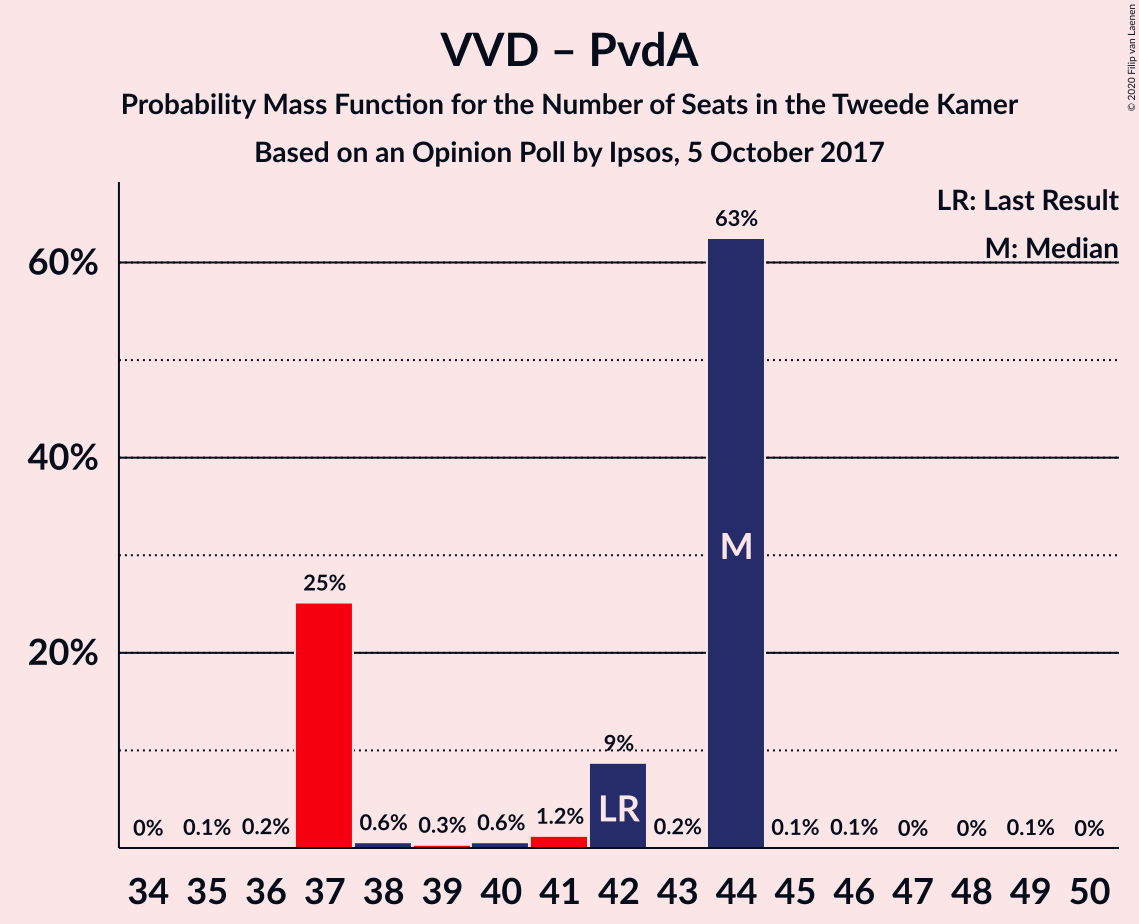 VVD – PvdA
Probability Mass Function for the Number of Seats in the Tweede Kamer
Based on an Opinion Poll by Ipsos, 5 October 2017
© 2020 Filip van Laenen
LR: Last Result
M: Median
60%
40%
20%
0% 0.1% 0.2% 25% 0.6% 0.3% 0.6% 1.2% 9% 0.2% 63% 0.1% 0.1% 0% 0% 0.1% 0%
LR M
34 35 36 37 38 39 40 41 42 43 44 45 46 47 48 49 50